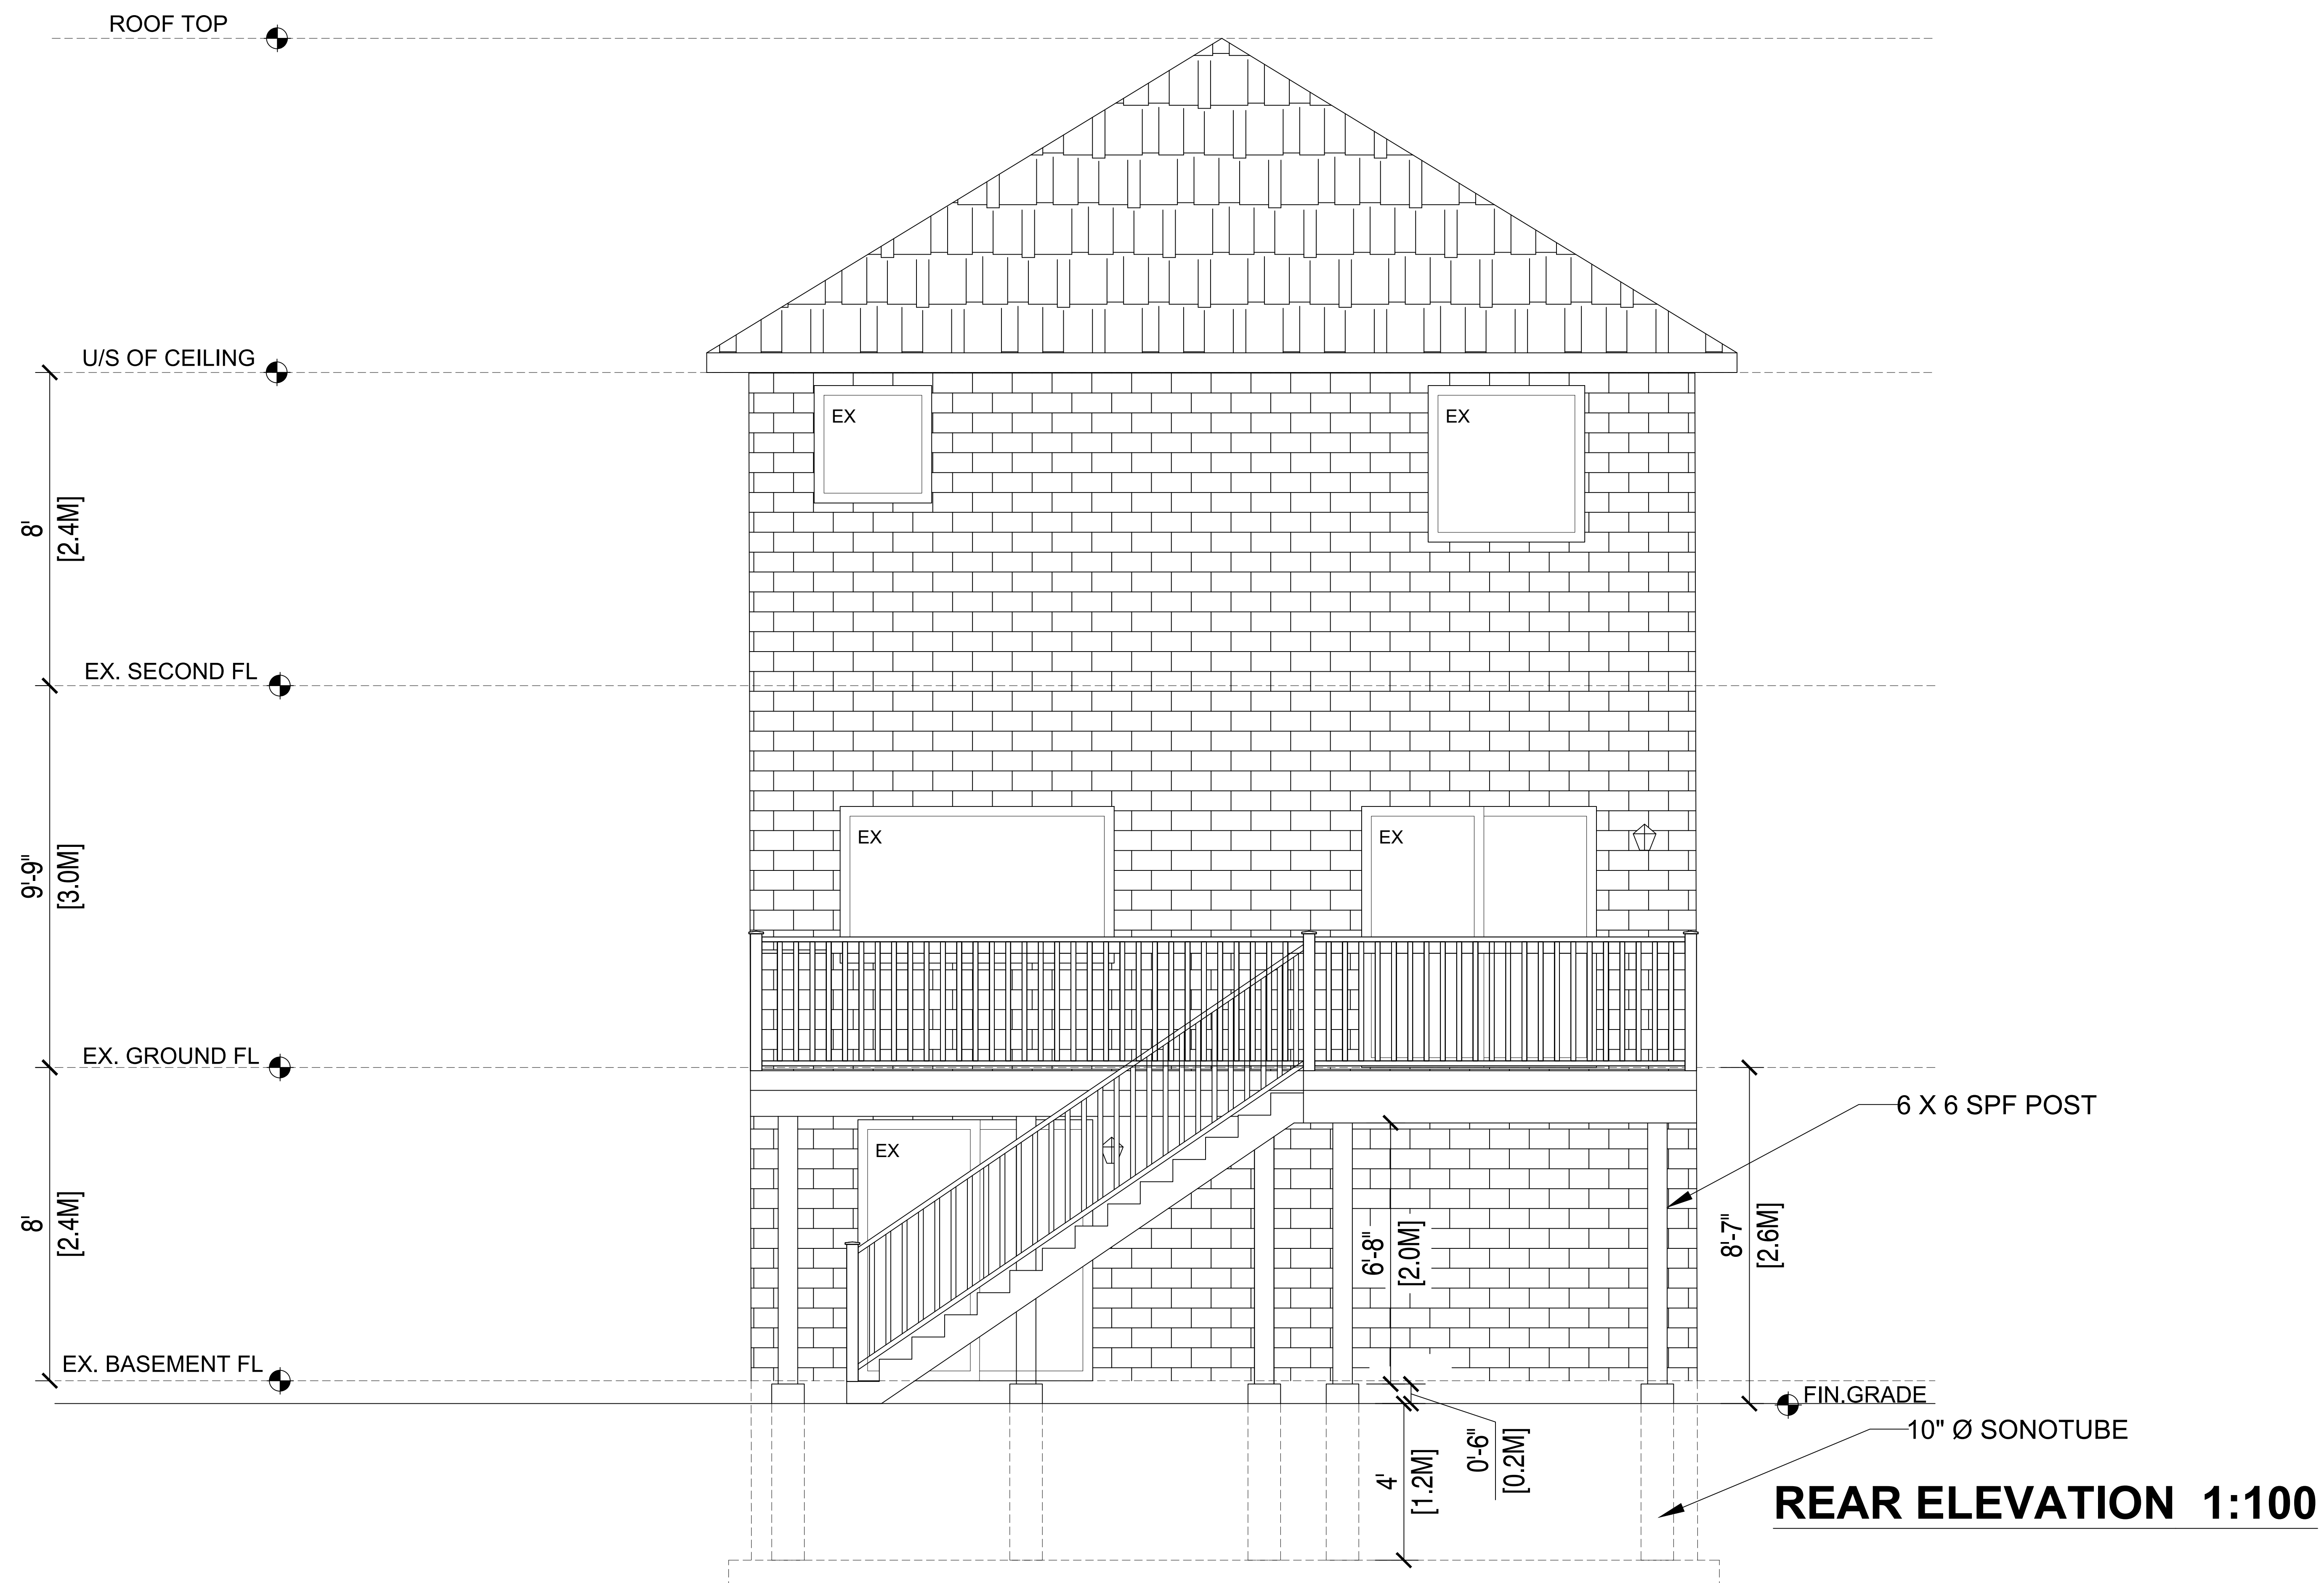 ROOF TOP
U/S OF CEILING
EX
EX
8'
[2.4M]
EX. SECOND FL
9'-9"
[3.0M]
EX
EX
EX. GROUND FL
6 X 6 SPF POST
EX
8'
[2.4M]
6'-8"
[2.0M]
8'-7"
[2.6M]
EX. BASEMENT FL
FIN.GRADE
10" Ø SONOTUBE
4'
[1.2M]
0'-6"
[0.2M]
REAR ELEVATION 1:100